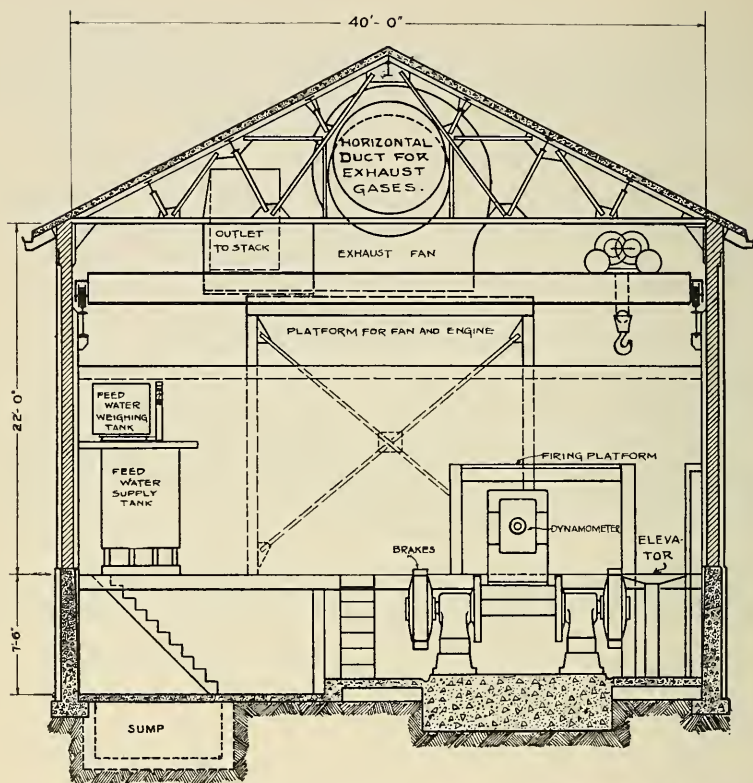 40'- 0"
HORIZONTAL
DUCT FOR
EXHAUST
GASES.
OUTLET
TO STACK
EXHAUST FAN
PLATFORM FOR FAN AND ENGINE
22'- 0"
FEED
WATER
WEIGHING
TANK
FEED
WATER
SUPPLY
TANK
FIRING PLATFORM
DYNAMOMETER
BRAKES
ELEVA-
TOR
7'-6"
SUMP